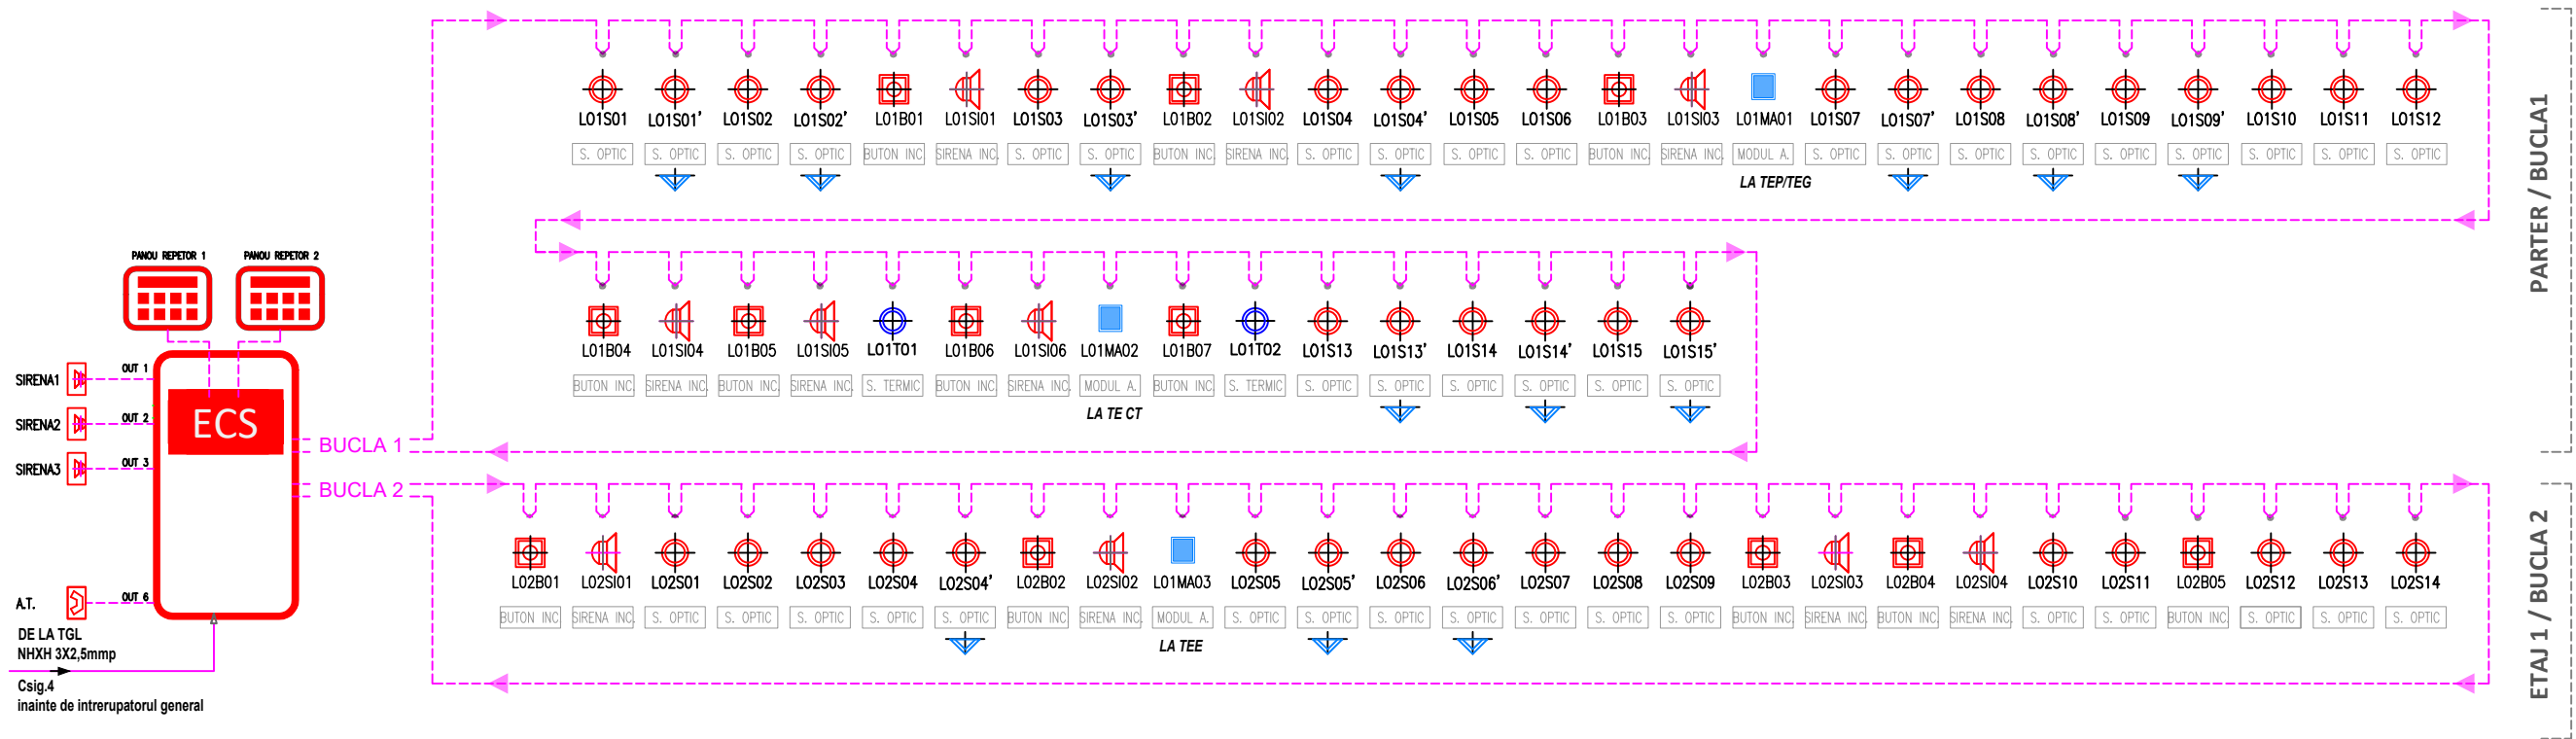 L01S01 L01S01' L01S02 L01S02' L01B01 L01SI01 L01S03 L01S03' L01B02 L01SI02 L01S04 L01S04' L01S05 L01S06 L01B03 L01SI03 L01MA01 L01S07 L01S07' L01S08 L01S08' L01S09 L01S09' L01S10 L01S11 L01S12
S. OPTIC S. OPTIC S. OPTIC S. OPTIC BUTON INC. SIRENA INC. S. OPTIC S. OPTIC BUTON INC. SIRENA INC. S. OPTIC S. OPTIC S. OPTIC S. OPTIC BUTON INC. SIRENA INC. MODUL A. S. OPTIC S. OPTIC S. OPTIC S. OPTIC S. OPTIC S. OPTIC S. OPTIC S. OPTIC S. OPTIC
LA TEP/TEG
PARTER / BUCLA1
PANOU REPETOR 1 PANOU REPETOR 2
L01B04 L01SI04 L01B05 L01SI05 L01T01 L01B06 L01SI06 L01MA02 L01B07 L01T02 L01S13 L01S13' L01S14 L01S14' L01S15 L01S15'
BUTON INC. SIRENA INC. BUTON INC. SIRENA INC. S. TERMIC BUTON INC. SIRENA INC. MODUL A. BUTON INC. S. TERMIC S. OPTIC S. OPTIC S. OPTIC S. OPTIC S. OPTIC S. OPTIC
LA TE CT
SIRENA1 OUT 1
SIRENA2 OUT 2
ECS
SIRENA3 OUT 3
BUCLA 1
BUCLA 2
L02B01 L02SI01 L02S01 L02S02 L02S03 L02S04 L02S04' L02B02 L02SI02 L01MA03 L02S05 L02S05' L02S06 L02S06' L02S07 L02S08 L02S09 L02B03 L02SI03 L02B04 L02SI04 L02S10 L02S11 L02B05 L02S12 L02S13 L02S14
BUTON INC. SIRENA INC. S. OPTIC S. OPTIC S. OPTIC S. OPTIC S. OPTIC BUTON INC. SIRENA INC. MODUL A. S. OPTIC S. OPTIC S. OPTIC S. OPTIC S. OPTIC S. OPTIC S. OPTIC BUTON INC. SIRENA INC. BUTON INC. SIRENA INC. S. OPTIC S. OPTIC BUTON INC. S. OPTIC S. OPTIC S. OPTIC
LA TEE
ETAJ 1 / BUCLA 2
A.T. OUT 6
DE LA TGL
NHXH 3X2,5mmp
Csig.4
inainte de intrerupatorul general